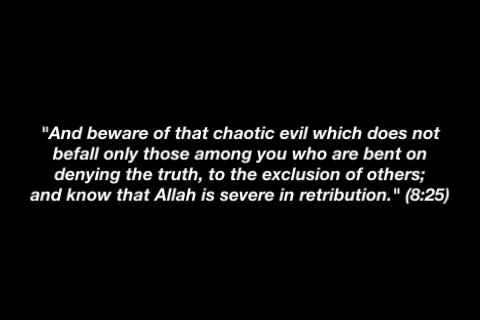 "And beware of that chaotic evil which does not
befall only those among you who are bent on
denying the truth, to the exclusion of others;
and know that Allah is severe in retribution." (8:25)